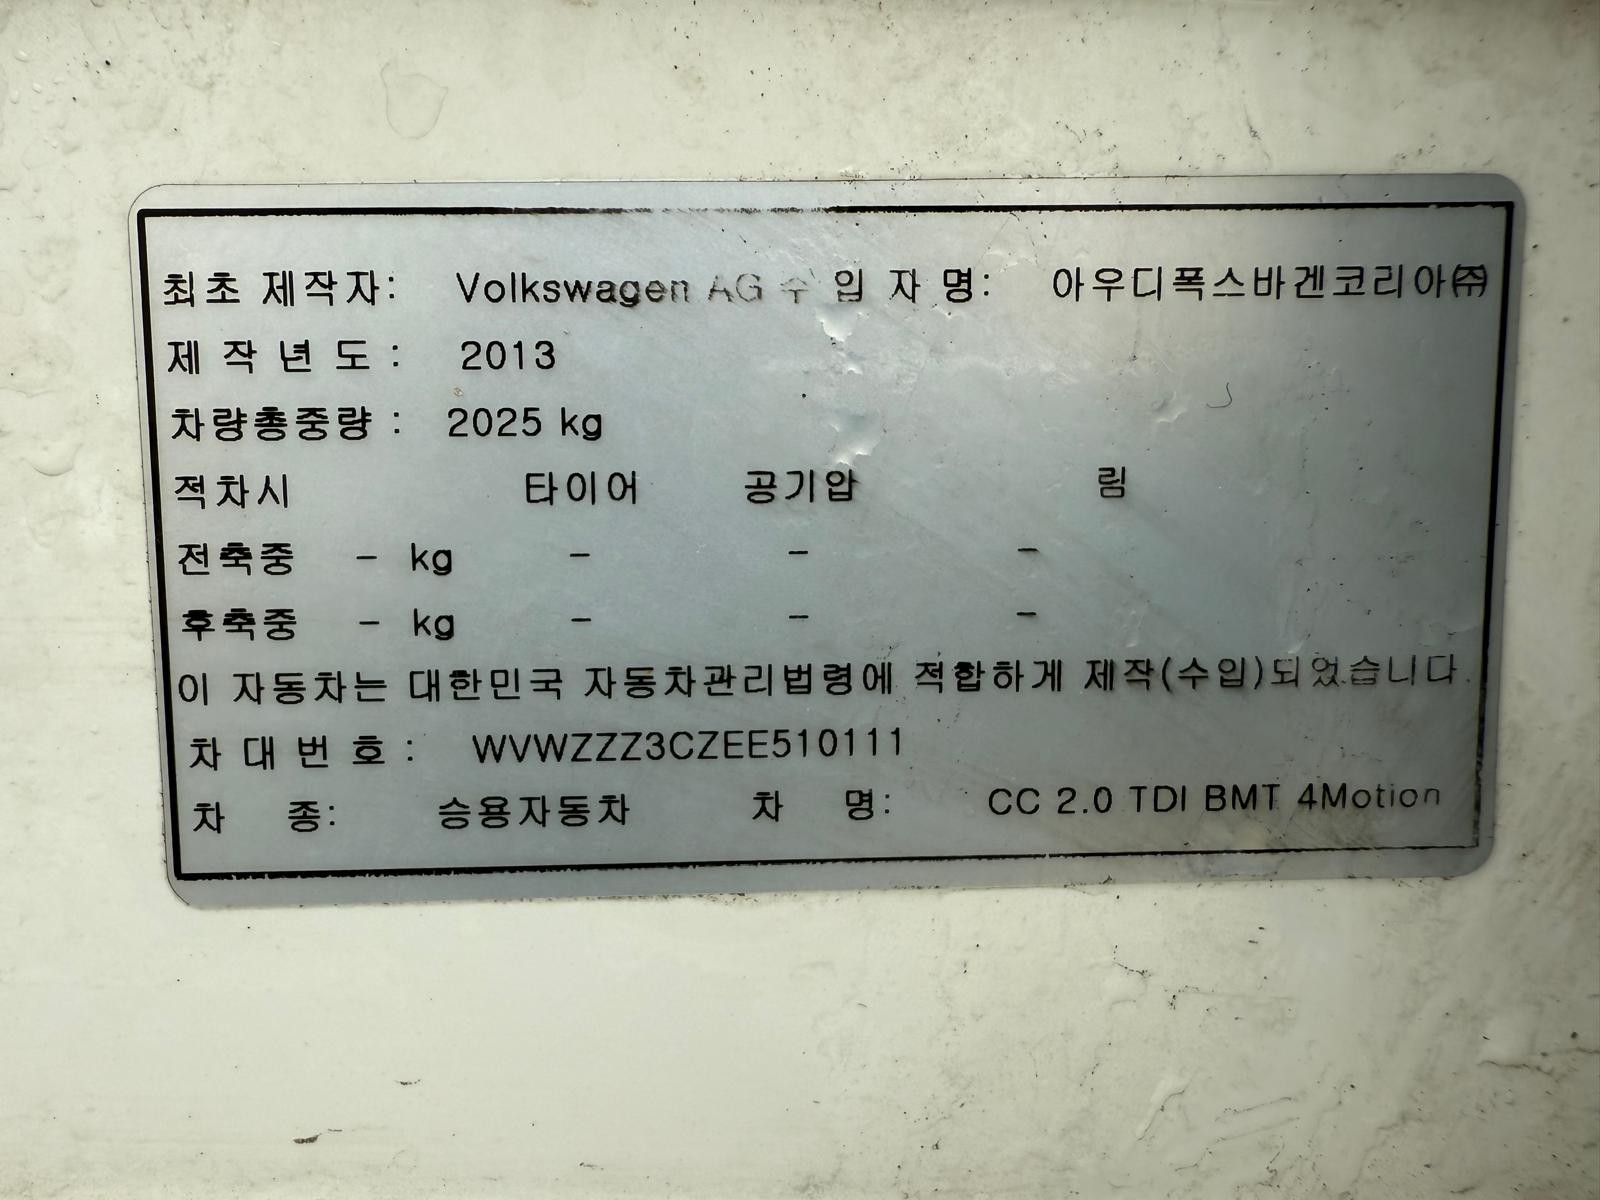 최초 제작자: Volkswagen AG 수 입 자 명: 아우디폭스바겐코리아㈜
제 작 년 도 : 2013
차량총중량 : 2025 kg
적차시 타이어 공기압 림
전축중 - kg - - -
후축중 - kg - - -
이 자동차는 대한민국 자동차관리법령에 적합하게 제작(수입)되었습니다.
차 대 번 호 : WVWZZZ3CZEE510111
차 종: 승용자동차 차 명: CC 2.0 TDI BMT 4Motion